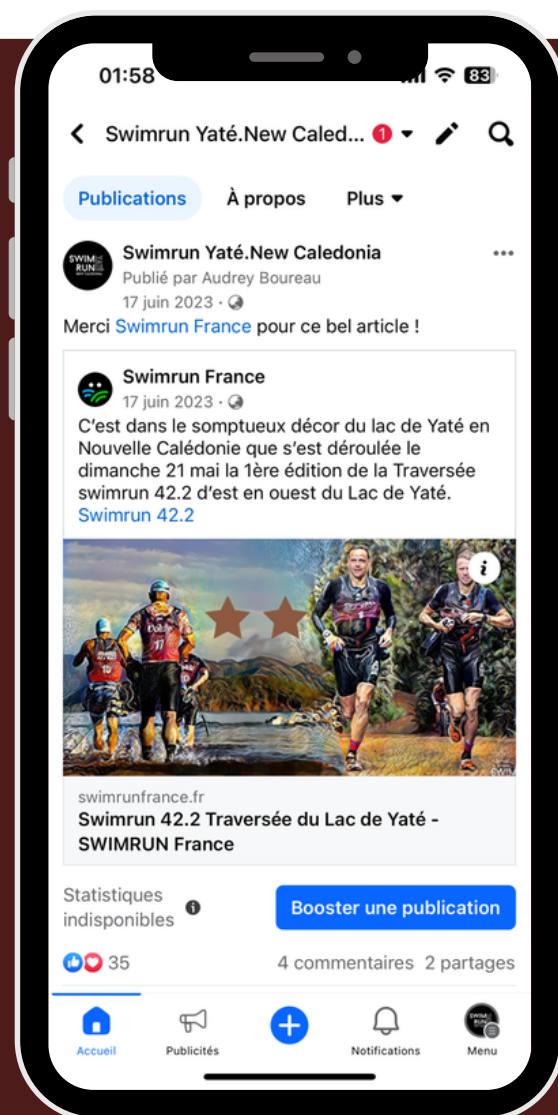 01:58
83
Swimrun Yaté.New Caled... 1
Publications À propos Plus
SWIM
RUN
Swimrun Yaté.New Caledonia
Publié par Audrey Boureau
17 juin 2023 ·
Merci Swimrun France pour ce bel article !
Swimrun France
17 juin 2023 ·
C’est dans le somptueux décor du lac de Yaté en
Nouvelle Calédonie que s’est déroulée le
dimanche 21 mai la 1ère édition de la Traversée
swimrun 42.2 d’est en ouest du Lac de Yaté.
Swimrun 42.2
17
i
swimrunfrance.fr
Swimrun 42.2 Traversée du Lac de Yaté -
SWIMRUN France
Statistiques
indisponibles
Booster une publication
35
4 commentaires 2 partages
Accueil Publicités Notifications Menu